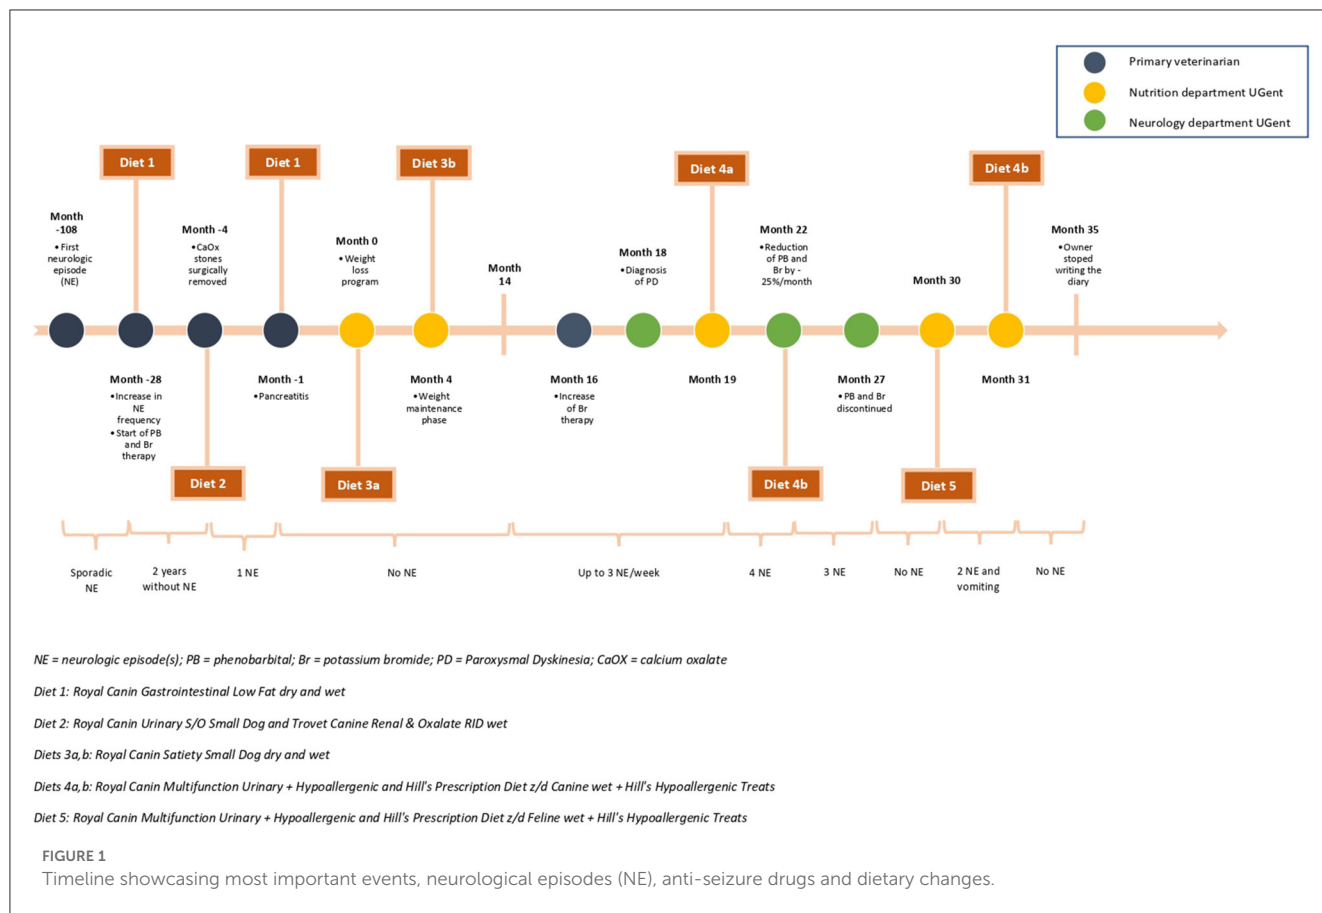 Primary veterinarian
Nutrition department UGent
Neurology department UGent
Diet 1
Diet 1
Diet 3b
Diet 4a
Diet 4b
Month
-108
•First
neurologic
episode
(NE)
Month -4
•CaOx
stones
surgically
removed
Month 0
•Weight
loss
program
Month
14
Month 18
•Diagnosis
of PD
Month 22
•Reduction
of PB and
Br by -
25%/month
Month 30
Month 35
•Owner
stoped
writing the
diary
Month -28
•Increase in
NE
frequency
•Start of PB
and Br
therapy
Month -1
•Pancreatitis
Month 4
•Weight
maintenance
phase
Month 16
•Increase
of Br
therapy
Month 19
Month 27
•PB and Br
discontinued
Month 31
Diet 2
Diet 3a
Diet 4b
Diet 5
Sporadic
NE
2 years
without NE
1 NE
No NE
Up to 3 NE/week
4 NE
3 NE
No NE
2 NE and
vomiting
No NE
NE = neurologic episode(s); PB = phenobarbital; Br = potassium bromide; PD = Paroxysmal Dyskinesia; CaOX = calcium oxalate
Diet 1: Royal Canin Gastrointestinal Low Fat dry and wet
Diet 2: Royal Canin Urinary S/O Small Dog and Trovet Canine Renal & Oxalate RID wet
Diets 3a,b: Royal Canin Satiety Small Dog dry and wet
Diets 4a,b: Royal Canin Multifunction Urinary + Hypoallergenic and Hill's Prescription Diet z/d Canine wet + Hill's Hypoallergenic Treats
Diet 5: Royal Canin Multifunction Urinary + Hypoallergenic and Hill's Prescription Diet z/d Feline wet + Hill's Hypoallergenic Treats
FIGURE 1
Timeline showcasing most important events, neurological episodes (NE), anti-seizure drugs and dietary changes.